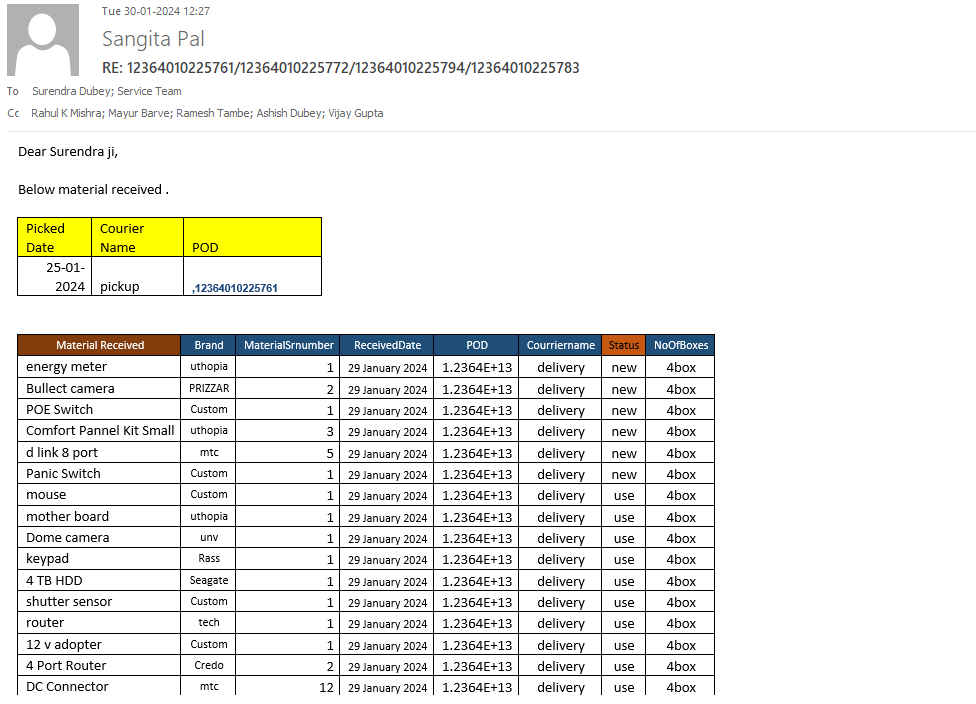 Tue 30-01-2024 12:27
Sangita Pal
RE: 12364010225761/12364010225772/12364010225794/12364010225783
To Surendra Dubey; Service Team
Cc Rahul K Mishra; Mayur Barve; Ramesh Tambe; Ashish Dubey; Vijay Gupta
Dear Surendra ji,
Below material received .
Picked Date Courier Name POD
25-01-2024 pickup ,12364010225761
Material Received Brand MaterialSrnumber ReceivedDate POD Courriername Status NoOfBoxes
energy meter uthopia 1 29 January 2024 1.2364E+13 delivery new 4box
Bullect camera PRIZZAR 2 29 January 2024 1.2364E+13 delivery new 4box
POE Switch Custom 1 29 January 2024 1.2364E+13 delivery new 4box
Comfort Pannel Kit Small uthopia 3 29 January 2024 1.2364E+13 delivery new 4box
d link 8 port mtc 5 29 January 2024 1.2364E+13 delivery new 4box
Panic Switch Custom 1 29 January 2024 1.2364E+13 delivery new 4box
mouse Custom 1 29 January 2024 1.2364E+13 delivery use 4box
mother board uthopia 1 29 January 2024 1.2364E+13 delivery use 4box
Dome camera unv 1 29 January 2024 1.2364E+13 delivery use 4box
keypad Rass 1 29 January 2024 1.2364E+13 delivery use 4box
4 TB HDD Seagate 1 29 January 2024 1.2364E+13 delivery use 4box
shutter sensor Custom 1 29 January 2024 1.2364E+13 delivery use 4box
router tech 1 29 January 2024 1.2364E+13 delivery use 4box
12 v adopter Custom 1 29 January 2024 1.2364E+13 delivery use 4box
4 Port Router Credo 2 29 January 2024 1.2364E+13 delivery use 4box
DC Connector mtc 12 29 January 2024 1.2364E+13 delivery use 4box